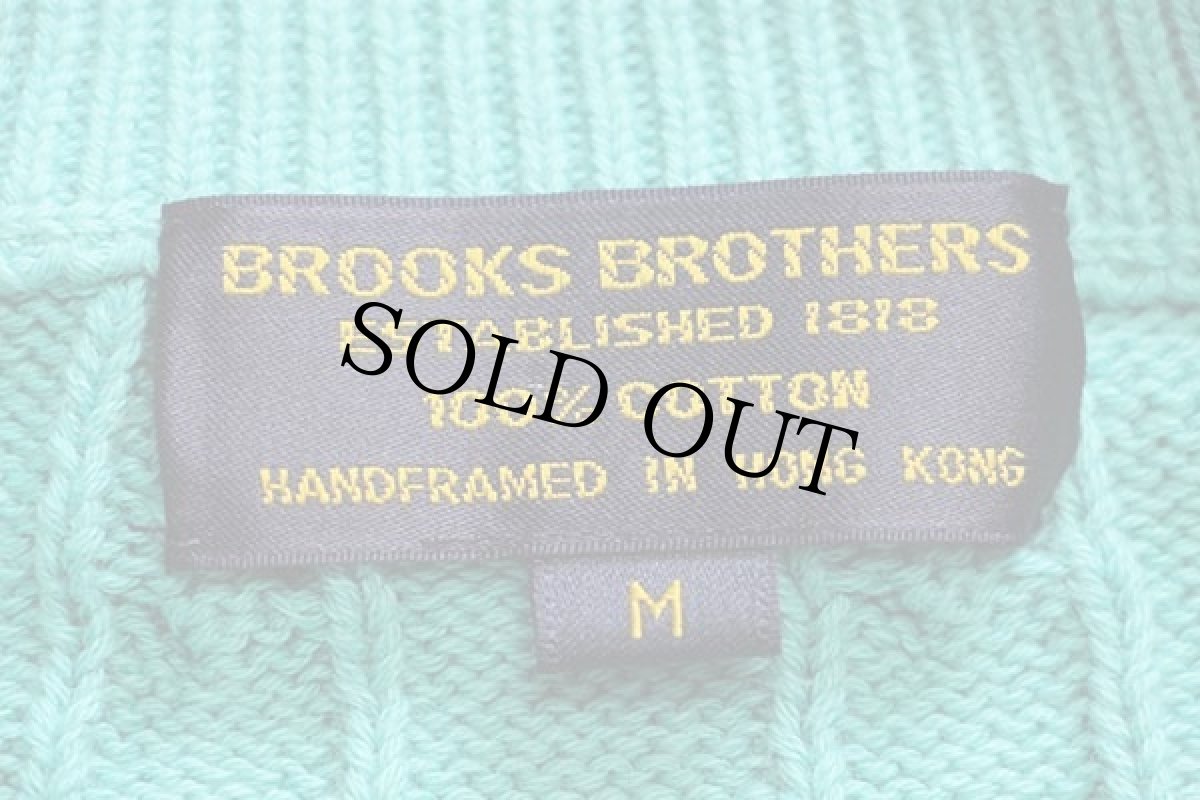 BROOKS BROTHERS
ESTABLISHED 1818
100% COTTON
HANDFRAMED IN HONG KONG
M
SOLD OUT